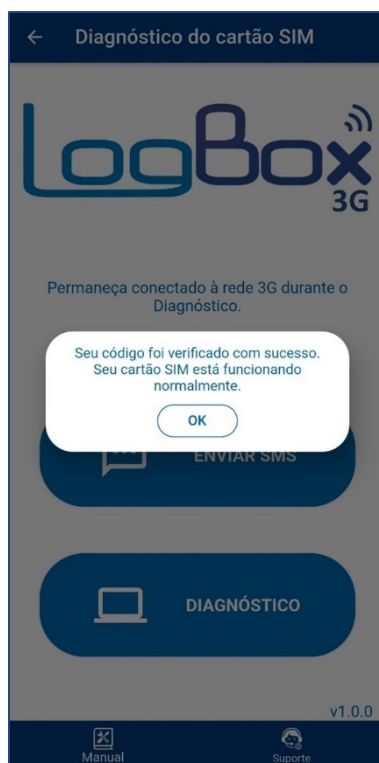 Diagnóstico do cartão SIM
LogBox
3G
Permaneça conectado à rede 3G durante o
Diagnóstico.
Seu código foi verificado com sucesso.
Seu cartão SIM está funcionando
normalmente.
OK
ENVIAR SMS
DIAGNÓSTICO
v1.0.0
Manual
Suporte